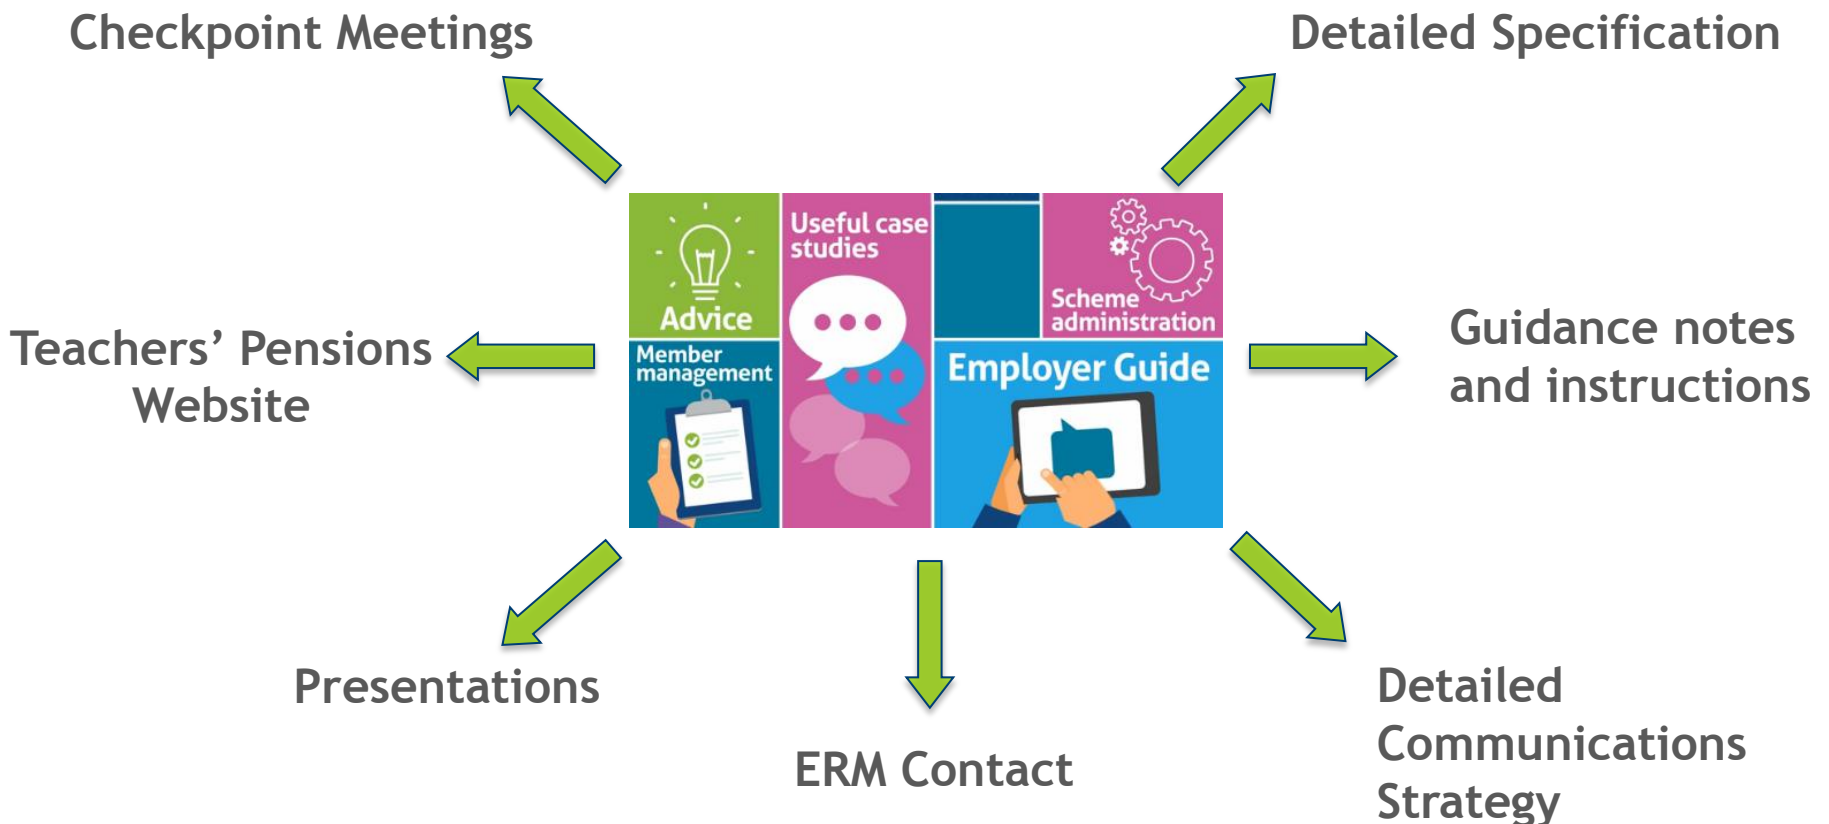 Checkpoint Meetings
Detailed Specification
Useful case
studies
Advice
Scheme
administration
Member
management
Employer Guide
Teachers’ Pensions
Website
Guidance notes
and instructions
Presentations
ERM Contact
Detailed
Communications
Strategy